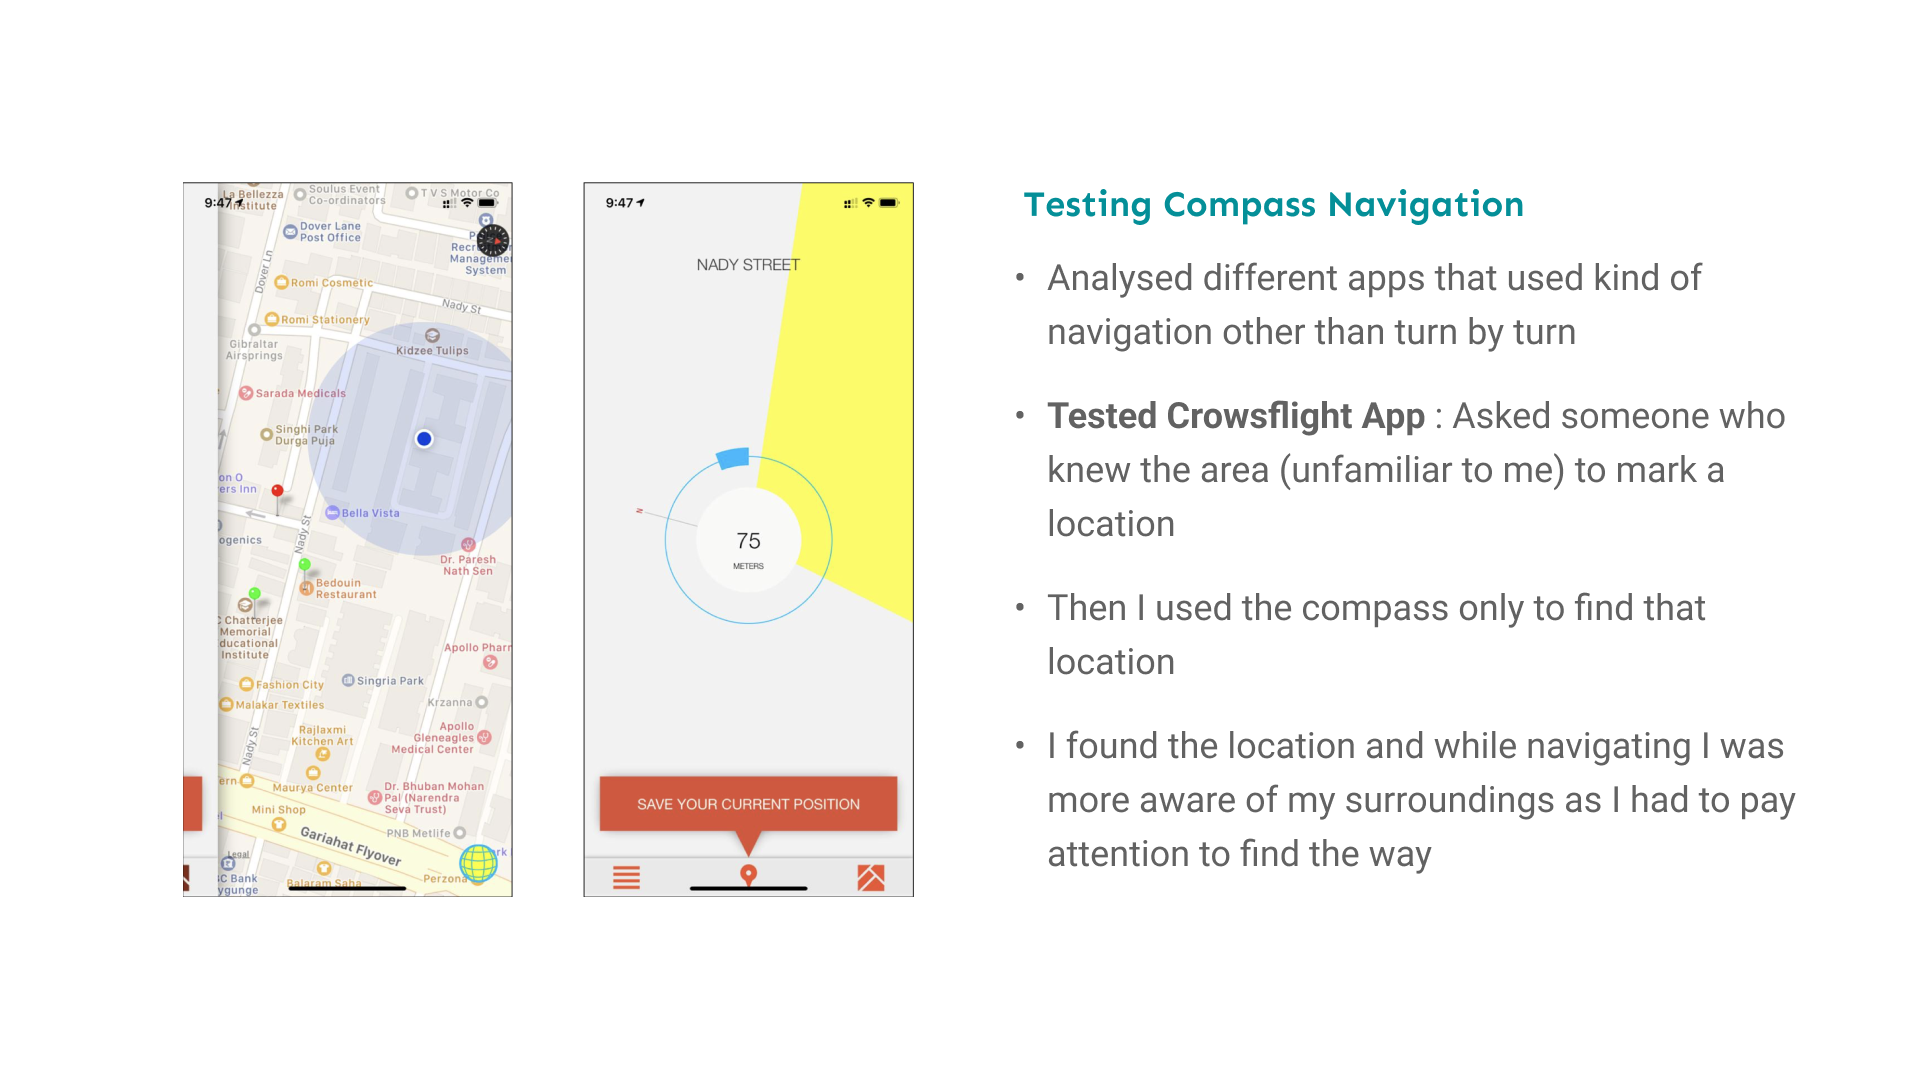 La Bellezza
Institute
9:47
Soulus Event
Co-ordinators
T V S Motor Co
Dover Lane
Post Office
Recr
Managemen
System
Dover Ln
Romi Cosmetic
Nady St
Romi Stationery
Gibraltar
Airsprings
Kidzee Tulips
Sarada Medicals
Singhi Park
Durga Puja
on O
ers Inn
Bella Vista
Nady St
ogenics
Dr. Paresh
Nath Sen
Bedouin
Restaurant
C Chatterjee
Memorial
ducational
Institute
Apollo Pharm
Fashion City
Singria Park
Malakar Textiles
Krzanna
Rajlaxmi
Kitchen Art
Apollo
Gleneagles
Medical Center
Nady St
ern
Maurya Center
Dr. Bhuban Mohan
Pal (Narendra
Seva Trust)
Mini Shop
Gariahat Flyover
PNB Metlife
Legal
rk
C Bank
ygunge
Balaram Saha
Perzona
9:47
NADY STREET
N
75
METERS
SAVE YOUR CURRENT POSITION
Testing Compass Navigation
• Analysed different apps that used kind of
navigation other than turn by turn
• Tested Crowsflight App : Asked someone who
knew the area (unfamiliar to me) to mark a
location
• Then I used the compass only to find that
location
• I found the location and while navigating I was
more aware of my surroundings as I had to pay
attention to find the way